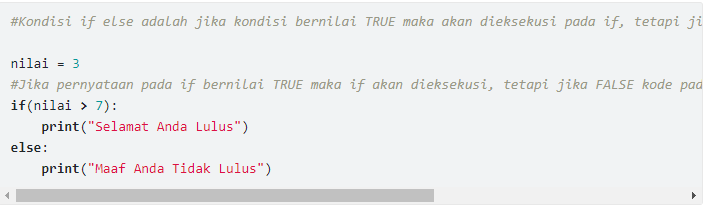 #Kondisi if else adalah jika kondisi bernilai TRUE maka akan dieksekusi pada if, tetapi
nilai = 3
#Jika pernyataan pada if bernilai TRUE maka if akan dieksekusi, tetapi jika FALSE kode
if(nilai > 7):
    print("Selamat Anda Lulus")
else:
    print("Maaf Anda Tidak Lulus")